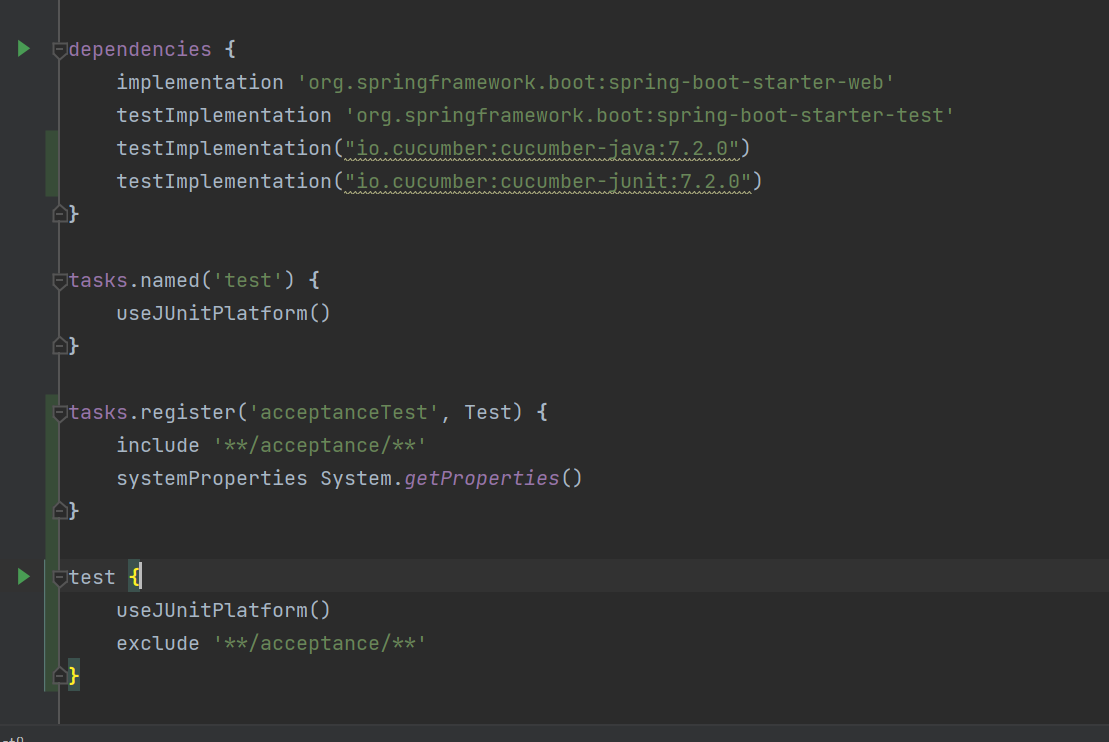 dependencies {
    implementation 'org.springframework.boot:spring-boot-starter-web'
    testImplementation 'org.springframework.boot:spring-boot-starter-test'
    testImplementation("io.cucumber:cucumber-java:7.2.0")
    testImplementation("io.cucumber:cucumber-junit:7.2.0")
}
tasks.named('test') {
    useJUnitPlatform()
}
tasks.register('acceptanceTest', Test) {
    include '**/acceptance/**'
    systemProperties System.getProperties()
}
test {
    useJUnitPlatform()
    exclude '**/acceptance/**'
}